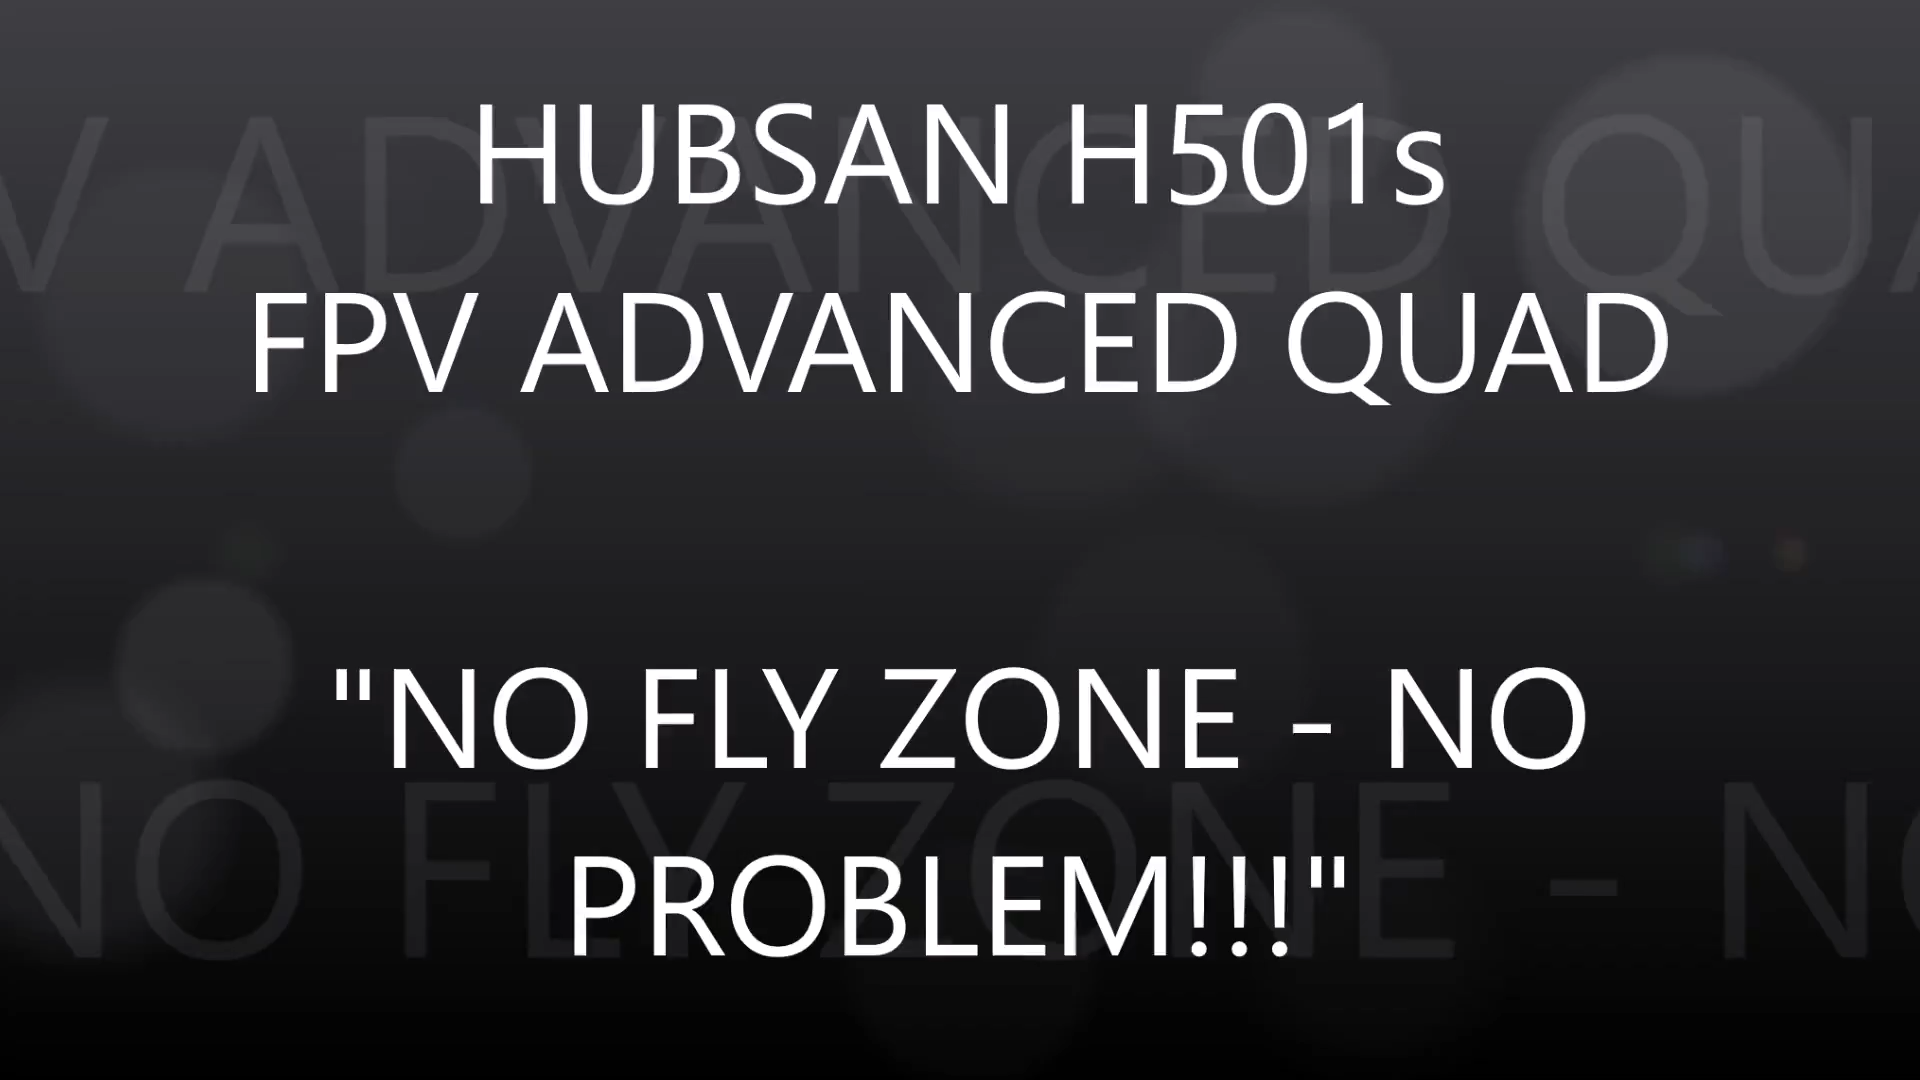 HUBSAN H501s
FPV ADVANCED QUAD
"NO FLY ZONE - NO
PROBLEM!!!"